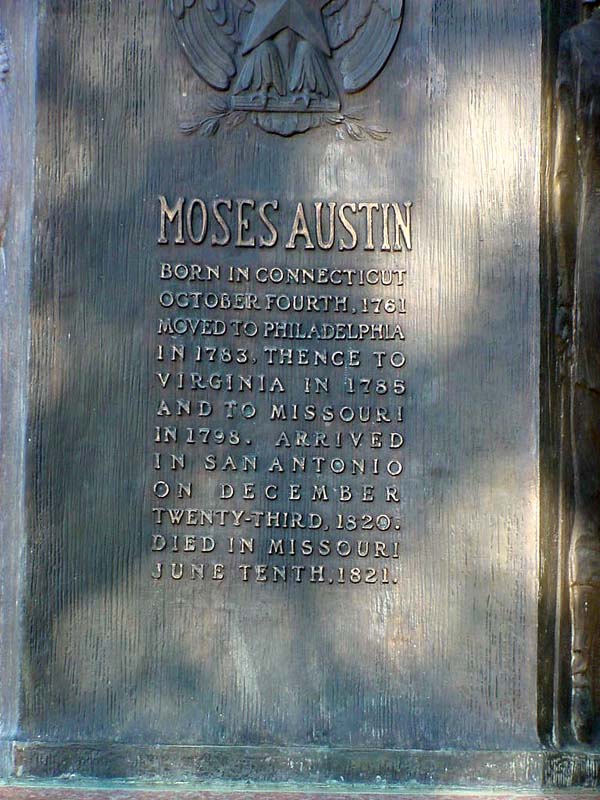 MOSES AUSTIN
BORN IN CONNECTICUT
OCTOBER FOURTH, 1761
MOVED TO PHILADELPHIA
IN 1783, THENCE TO
VIRGINIA IN 1785
AND TO MISSOURI
IN 1798. ARRIVED
IN SAN ANTONIO
ON DECEMBER
TWENTY-THIRD, 1820.
DIED IN MISSOURI
JUNE TENTH, 1821.